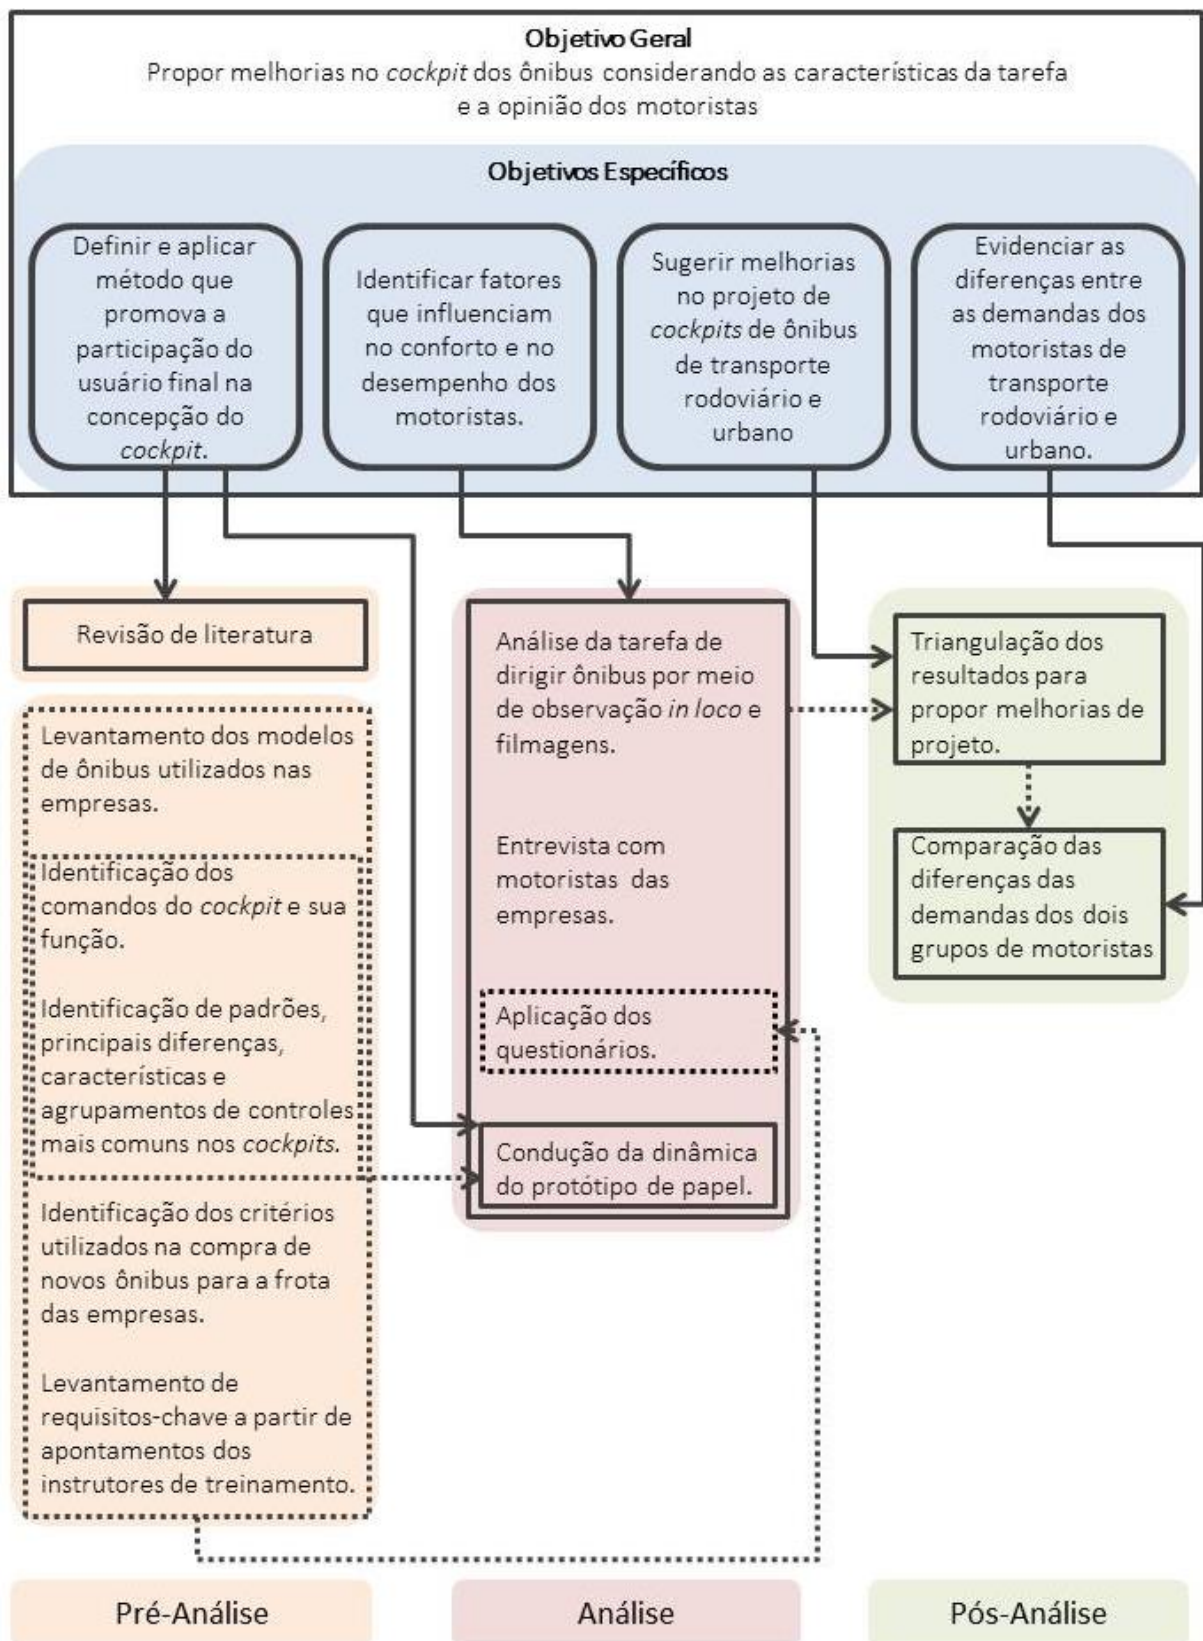 Objetivo Geral
Propor melhorias no cockpit dos ônibus considerando as características da tarefa
e a opinião dos motoristas
Objetivos Específicos
Definir e aplicar
método que
promova a
participação do
usuário final na
concepção do
cockpit.
Identificar fatores
que influenciam
no conforto e no
desempenho dos
motoristas.
Sugerir melhorias
no projeto de
cockpits de ônibus
de transporte
rodoviário e
urbano
Evidenciar as
diferenças entre
as demandas dos
motoristas de
transporte
rodoviário e
urbano.
Revisão de literatura
Levantamento dos modelos
de ônibus utilizados nas
empresas.
Identificação dos
comandos do cockpit e sua
função.
Identificação de padrões,
principais diferenças,
características e
agrupamentos de controles
mais comuns nos cockpits.
Identificação dos critérios
utilizados na compra de
novos ônibus para a frota
das empresas.
Levantamento de
requisitos-chave a partir de
apontamentos dos
instrutores de treinamento.
Análise da tarefa de
dirigir ônibus por meio
de observação in loco e
filmagens.
Entrevista com
motoristas das
empresas.
Aplicação dos
questionários.
Condução da dinâmica
do protótipo de papel.
Triangulação dos
resultados para
propor melhorias de
projeto.
Comparação das
diferenças das
demandas dos dois
grupos de motoristas
Pré-Análise
Análise
Pós-Análise